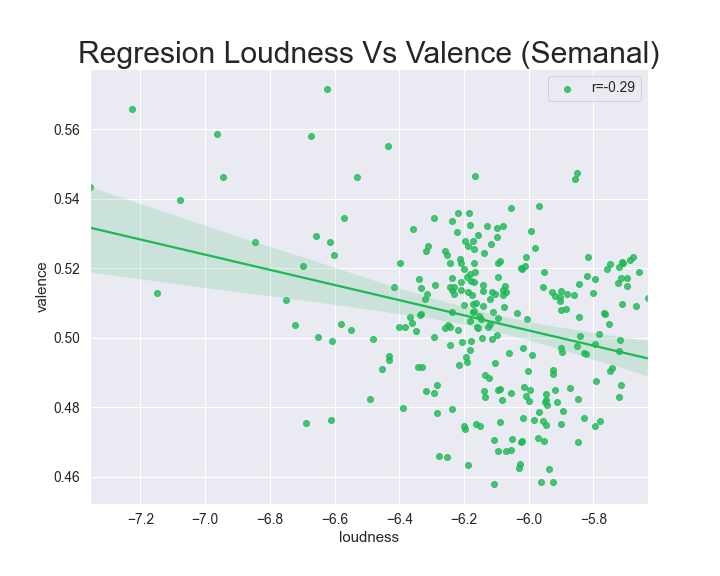 Regresion Loudness Vs Valence (Semanal)
r=-0.29
0.56
0.54
0.52
0.50
0.48
0.46
valence
−7.2 −7.0 −6.8 −6.6 −6.4 −6.2 −6.0 −5.8
loudness